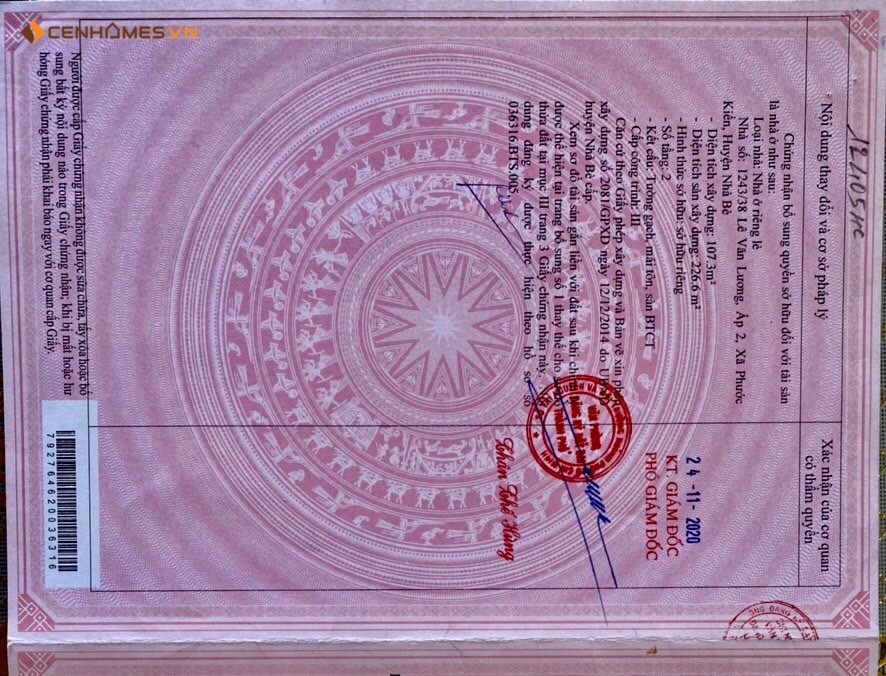 CENHOMES.VN
121051C
Nội dung thay đổi và cơ sở pháp lý
Xác nhận của cơ quan
có thẩm quyền
Chứng nhận bổ sung quyền sở hữu đối với tài sản
là nhà ở như sau:
Loại nhà: Nhà ở riêng lẻ
Nhà số: 1243/38 Lê Văn Lương, Ấp 2, Xã Phước
Kiển, Huyện Nhà Bè
- Diện tích xây dựng: 107.3m²
- Diện tích sàn xây dựng: 226.6 m²
- Hình thức sở hữu sở hữu riêng
- Số tầng: 2
- Kết cấu: Tường gạch, mái tôn, sàn BTCT
- Cấp công trình: III
Căn cứ theo Giấy phép xây dựng và Bản vẽ xin phép
xây dựng số 2081/GPXD ngày 12/12/2014 do
huyện Nhà Bè cấp.
Xem sơ đồ tài sản gắn liền với đất sau khi
được thể hiện tại trang bổ sung số 1 thay thế cho
thửa đất tại mục III trang 3 Giấy chứng nhận này.
dung đăng ký được thực hiện theo hồ sơ số
036316.BTS.005
24-11-2020
KT. GIÁM ĐỐC
PHÓ GIÁM ĐỐC
Thân Thế Hùng
Người được cấp Giấy chứng nhận không được sửa chữa, tẩy xóa hoặc bổ
sung bất kỳ nội dung nào trong Giấy chứng nhận; khi bị mất hoặc hư
hỏng Giấy chứng nhận phải khai báo ngay với cơ quan cấp Giấy.
792764620036316